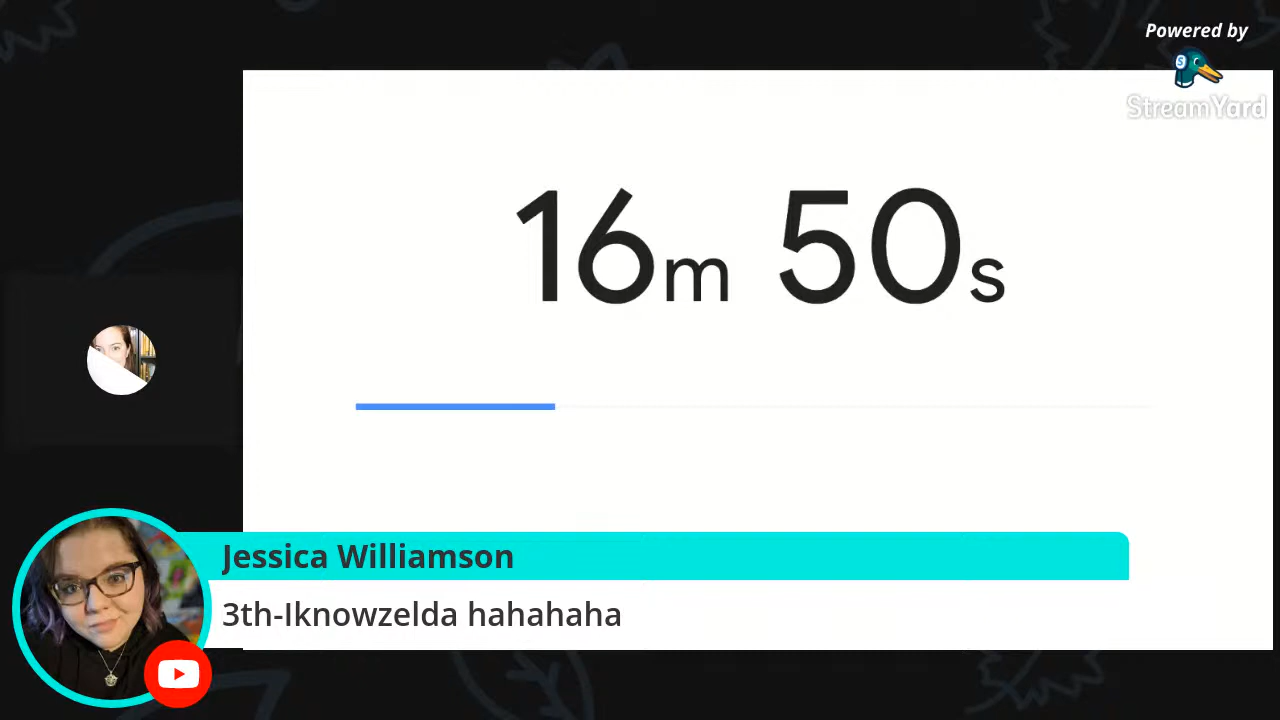 Powered by
StreamYard
16m 50s
Jessica Williamson
3th-Iknowzelda hahahaha